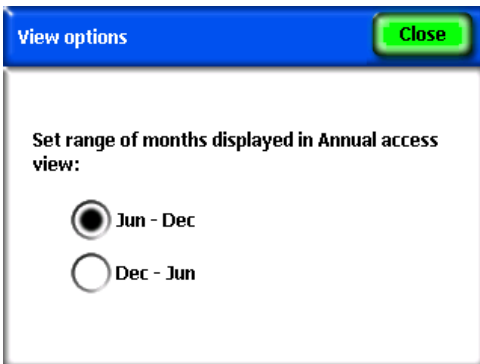 View options
Close
Set range of months displayed in Annual access
view:
Jun - Dec
Dec - Jun